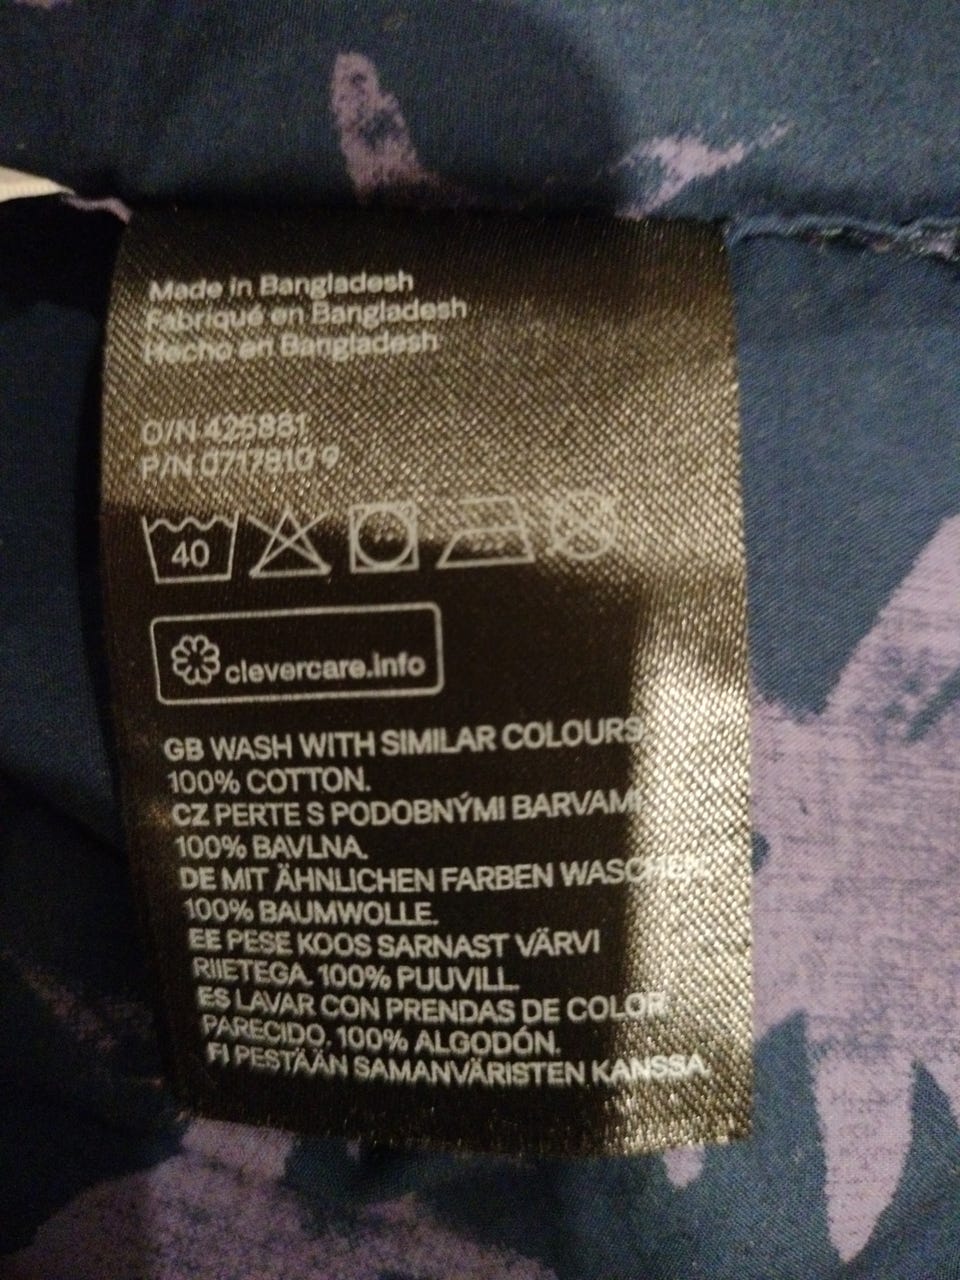 Made in Bangladesh
Fabriqué en Bangladesh
Hecho en Bangladesh
O/N 425881
P/N 0717810 9
40
clevercare.info
GB WASH WITH SIMILAR COLOURS.
100% COTTON.
CZ PERTE S PODOBNÝMI BARVAMI.
100% BAVLNA.
DE MIT ÄHNLICHEN FARBEN WASCHEN.
100% BAUMWOLLE.
EE PESE KOOS SARNAST VÄRVI
RIIETEGA. 100% PUUVILL.
ES LAVAR CON PRENDAS DE COLOR
PARECIDO. 100% ALGODÓN.
FI PESTÄÄN SAMANVÄRISTEN KANSSA.